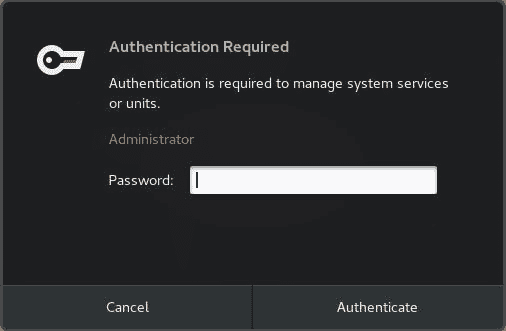 Authentication Required
Authentication is required to manage system services
or units.
Administrator
Password:
Cancel
Authenticate